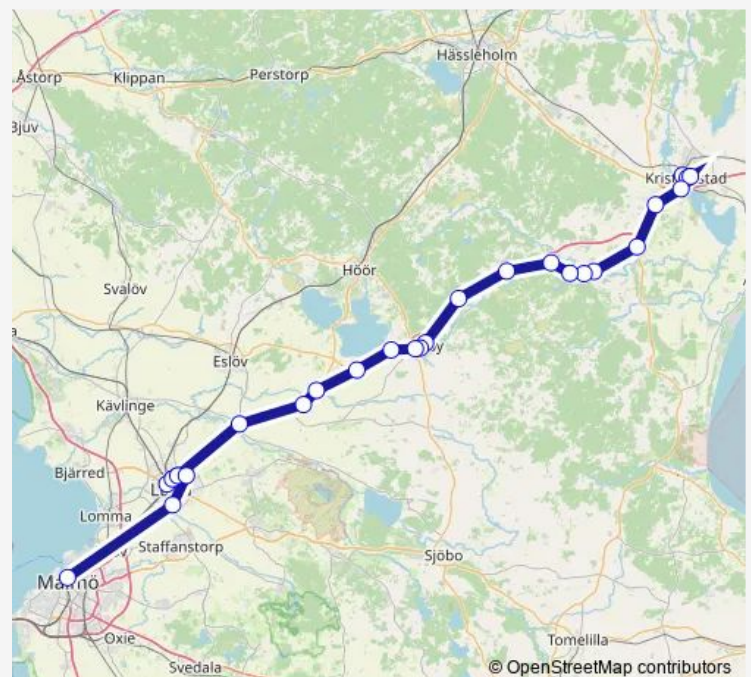 Hässleholm
Åstorp
Klippan
Perstorp
Bjuv
Höör
Svalöv
Eslöv
Kävlinge
Bjärred
Lomma
Staffanstorp
Sjöbo
Malmö
Oxie
Tomelilla
Svedala
© OpenStreetMap contributors